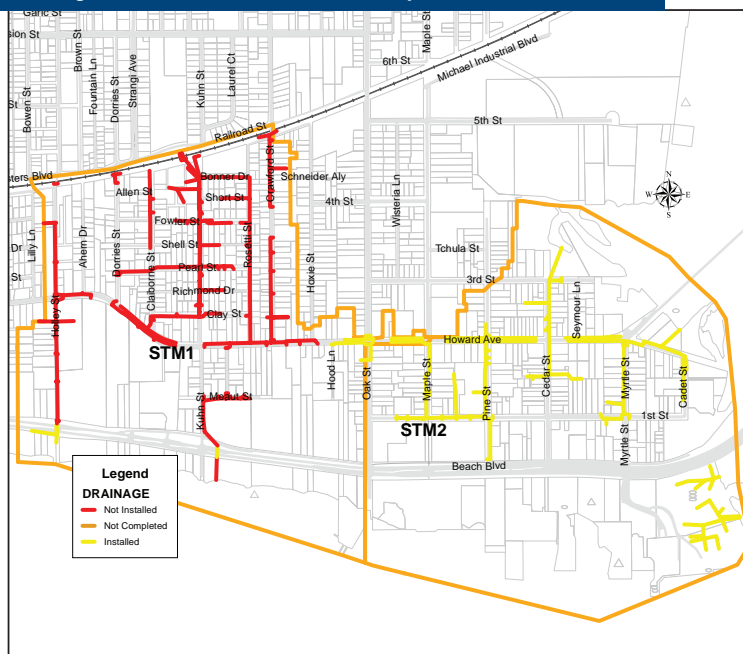 Garic St
sion St
Brown St
Fountain Ln
Dorries St
Strangi Ave
Kuhn St
Laurel Ct
Maple St
6th St
Michael Industrial Blvd
St
Bowen St
Railroad St
5th St
sters Blvd
Bonner Dr
Crawford St
Schneider Aly
Allen St
Short St
4th St
Wisteria Ln
N
W
E
S
Lilly Ln
Ahern Dr
Dorries St
Fowler St
Rosetti St
Dr
Shell St
Tchula St
St
Claiborne St
Pearl St
Hoxie St
3rd St
Seymour Ln
Richmond Dr
Holley St
Clay St
Howard Ave
STM1
Hood Ln
Oak St
Maple St
Pine St
Cedar St
Myrtle St
Cadet St
Kuhn St
Meaut St
1st St
STM2
Myrtle St
Beach Blvd
Legend
DRAINAGE
Not Installed
Not Completed
Installed